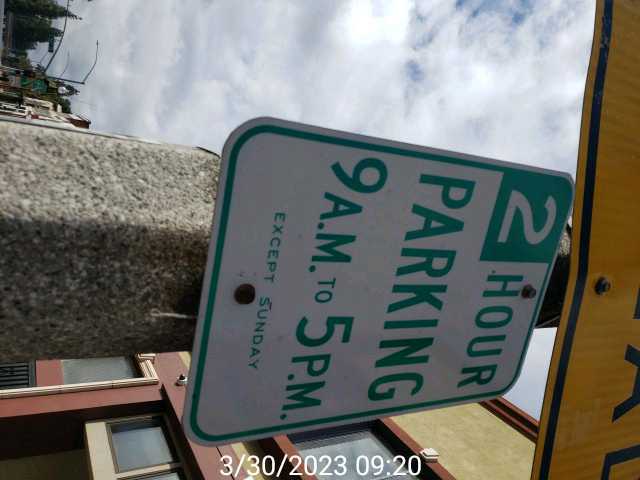 2 HOUR
PARKING
9 A.M. TO 5 P.M.
EXCEPT SUNDAY
3/30/2023 09:20